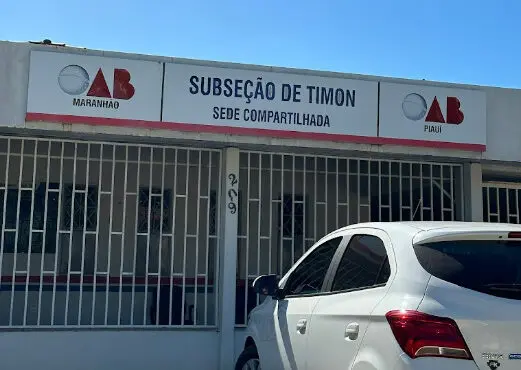 OAB
MARANHÃO
SUBSEÇÃO DE TIMON
SEDE COMPARTILHADA
OAB
PIAUÍ
209